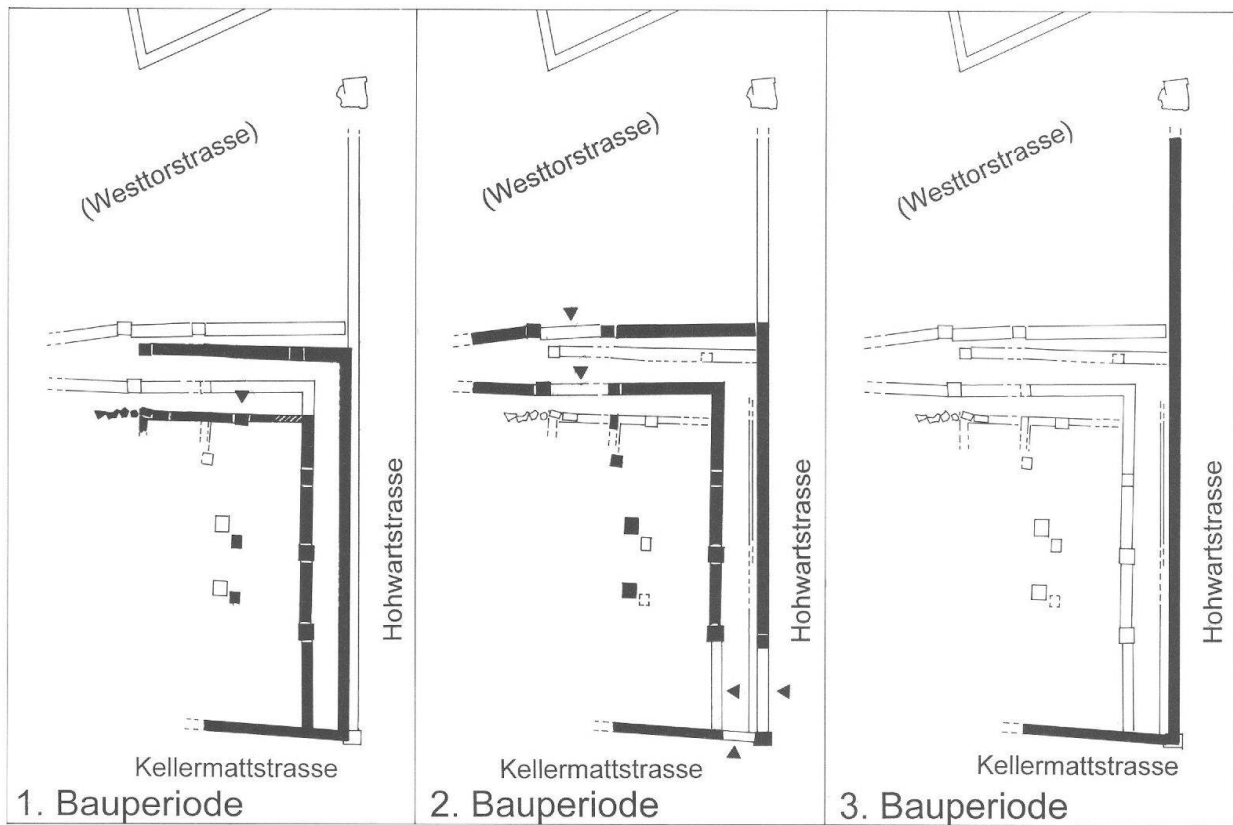 (Westtorstrasse)
Hohwartstrasse
Kellermattstrasse
1. Bauperiode
(Westtorstrasse)
Hohwartstrasse
Kellermattstrasse
2. Bauperiode
(Westtorstrasse)
Hohwartstrasse
Kellermattstrasse
3. Bauperiode